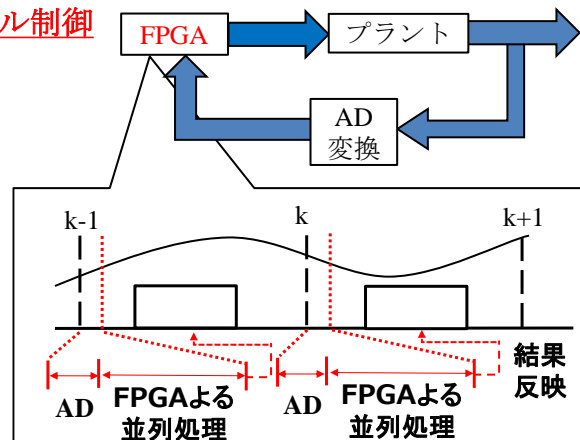 ル制御
FPGA
プラント
AD
変換
k-1
k
k+1
結果
反映
AD
FPGAよる
並列処理
AD
FPGAよる
並列処理